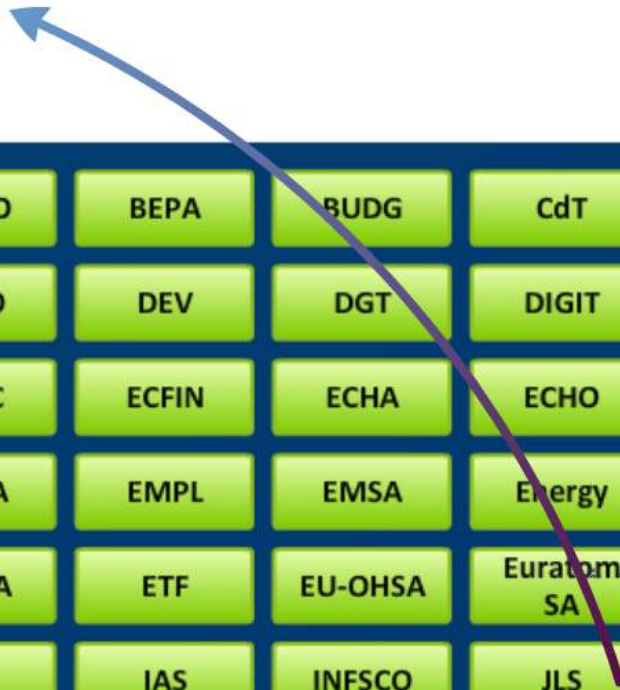 BEPA BUDG CdT
DEV DGT DIGIT
ECFIN ECHA ECHO
EMPL EMSA Energy
ETF EU-OHSA Euratom
SA
IAS INFSCO JLS